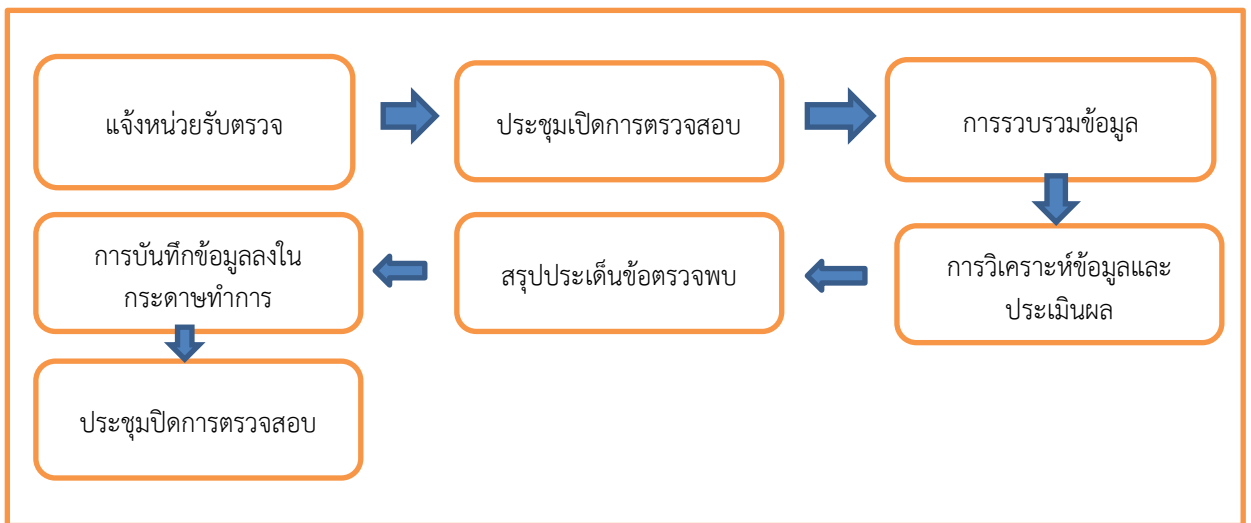 แจ้งหน่วยรับตรวจ
ประชุมเปิดการตรวจสอบ
การรวบรวมข้อมูล
การวิเคราะห์ข้อมูลและ
ประเมินผล
สรุปประเด็นข้อตรวจพบ
การบันทึกข้อมูลลงใน
กระดาษทำการ
ประชุมปิดการตรวจสอบ